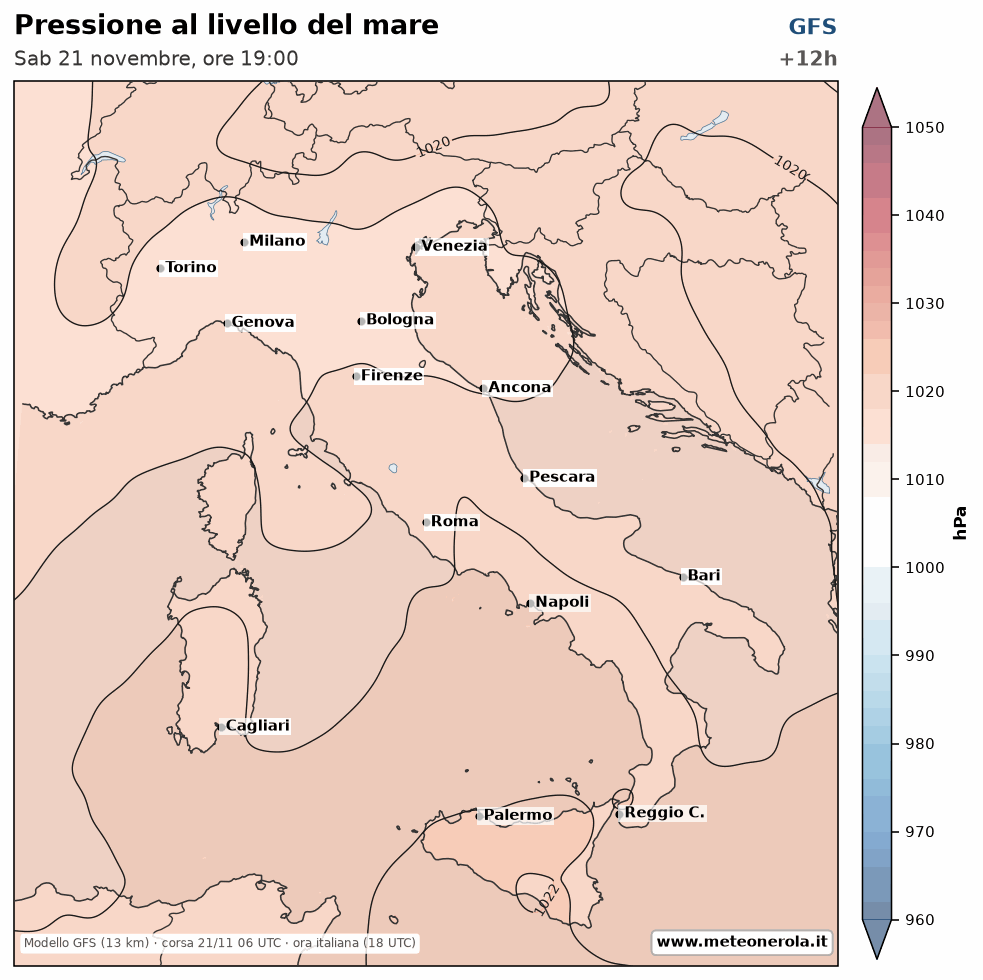 Pressione al livello del mare
GFS
Sab 21 novembre, ore 19:00
+12h
1050
1020
1020
1040
Milano
Venezia
Torino
1030
Genova
Bologna
Firenze
Ancona
1020
Pescara
1010
Roma
hPa
Bari
1000
Napoli
990
Cagliari
980
Palermo
Reggio C.
970
1022
960
Modello GFS (13 km) · corsa 21/11 06 UTC · ora italiana (18 UTC)
www.meteonerola.it